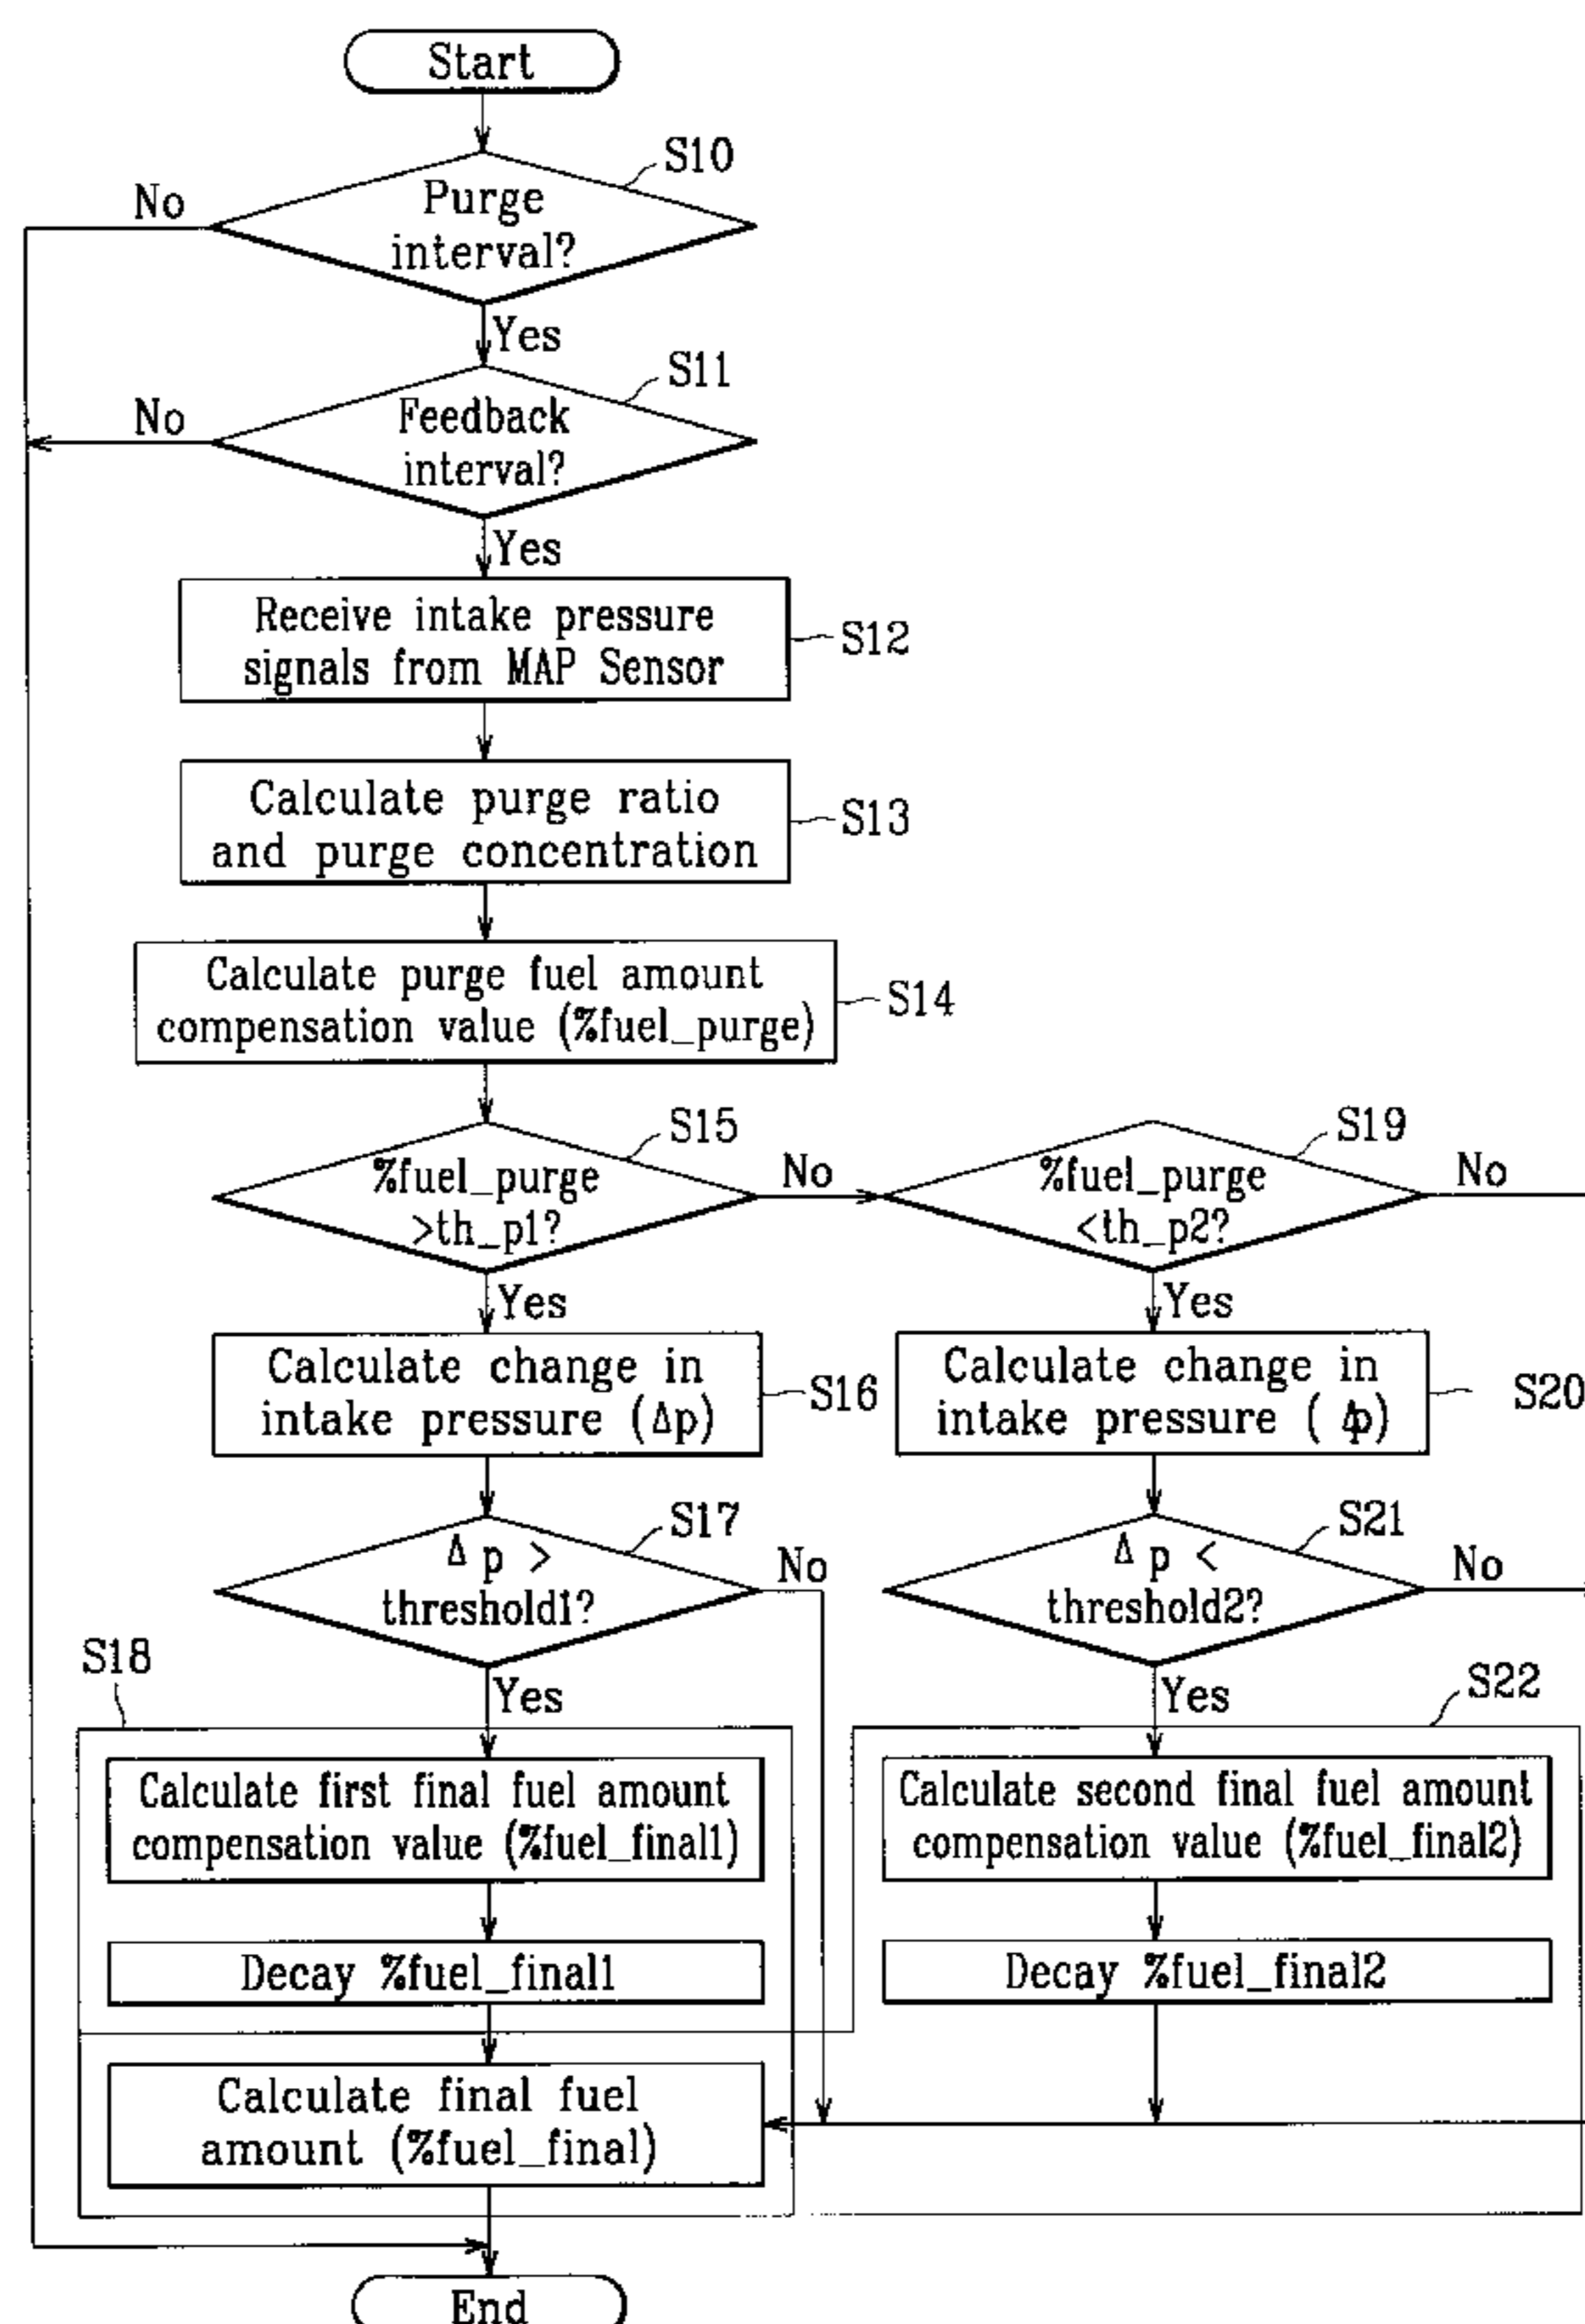 Start
S10
No
Purge
interval?
Yes
S11
No
Feedback
interval?
Yes
Receive intake pressure
signals from MAP Sensor
S12
Calculate purge ratio
and purge concentration
S13
Calculate purge fuel amount
compensation value (%fuel_purge)
S14
S15
%fuel_purge
>th_p1?
No
Yes
S19
%fuel_purge
<th_p2?
No
Yes
Calculate change in
intake pressure (Δp)
S16
Calculate change in
intake pressure ( Δp)
S20
S17
Δ p >
threshold1?
No
Yes
S21
Δ p <
threshold2?
No
Yes
S18
S22
Calculate first final fuel amount
compensation value (%fuel_final1)
Calculate second final fuel amount
compensation value (%fuel_final2)
Decay %fuel_final1
Decay %fuel_final2
Calculate final fuel
amount (%fuel_final)
End